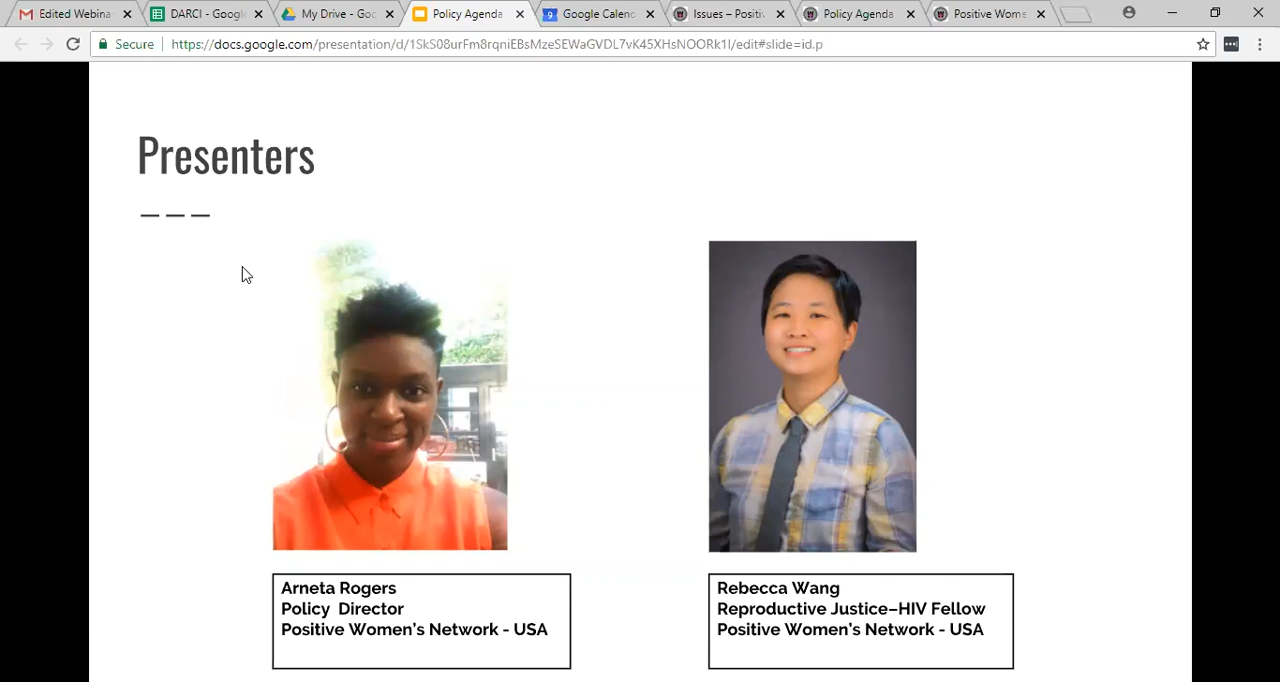 Edited Webina
DARCI - Google
My Drive - Goo
Policy Agenda
Google Calend
Issues – Positiv
Policy Agenda
Positive Wome
Secure
https://docs.google.com/presentation/d/1SkS08urFm8rqniEBsMzeSEWaGVDL7vK45XHsNOORk1I/edit#slide=id.p
Presenters
Arneta Rogers
Policy Director
Positive Women's Network - USA
Rebecca Wang
Reproductive Justice–HIV Fellow
Positive Women's Network - USA